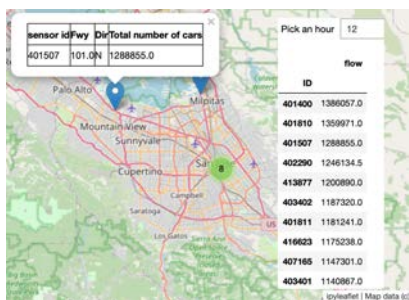 sensor id Fwy Dir Total number of cars
401507 101.0 N 1288855.0
×
Pick an hour 12
flow
ID
401400 1386057.0
401810 1359971.0
401507 1288855.0
402290 1246134.5
413877 1200890.0
403402 1187320.0
401811 1181241.0
416623 1175238.0
407165 1147301.0
403401 1140867.0
Palo Alto
Milpitas
Mountain View
Sunnyvale
Cupertino
8
Campbell
Saratoga
Los Gatos
US
ipyleaflet | Map data (c)